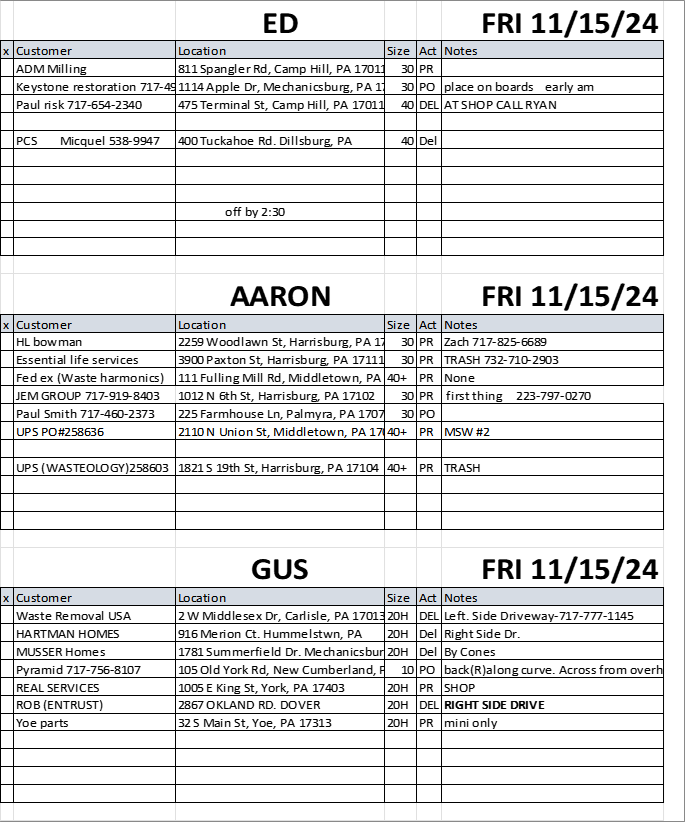 ED FRI 11/15/24
x Customer Location Size Act Notes
ADM Milling 811 Spangler Rd, Camp Hill, PA 17011 30 PR
Keystone restoration 717-49 1114 Apple Dr, Mechanicsburg, PA 17 30 PO place on boards early am
Paul risk 717-654-2340 475 Terminal St, Camp Hill, PA 17011 40 DEL AT SHOP CALL RYAN
PCS Micquel 538-9947 400 Tuckahoe Rd. Dillsburg, PA 40 Del
off by 2:30
AARON FRI 11/15/24
x Customer Location Size Act Notes
HL bowman 2259 Woodlawn St, Harrisburg, PA 17 30 PR Zach 717-825-6689
Essential life services 3900 Paxton St, Harrisburg, PA 17111 30 PR TRASH 732-710-2903
Fed ex (Waste harmonics) 111 Fulling Mill Rd, Middletown, PA 40+ PR None
JEM GROUP 717-919-8403 1012 N 6th St, Harrisburg, PA 17102 30 PR first thing 223-797-0270
Paul Smith 717-460-2373 225 Farmhouse Ln, Palmyra, PA 1707 30 PO
UPS PO#258636 2110 N Union St, Middletown, PA 170 40+ PR MSW #2
UPS (WASTEOLOGY)258603 1821 S 19th St, Harrisburg, PA 17104 40+ PR TRASH
GUS FRI 11/15/24
x Customer Location Size Act Notes
Waste Removal USA 2 W Middlesex Dr, Carlisle, PA 17013 20H DEL Left. Side Driveway-717-777-1145
HARTMAN HOMES 916 Merion Ct. Hummelstwn, PA 20H Del Right Side Dr.
MUSSER Homes 1781 Summerfield Dr. Mechanicsbur 20H Del By Cones
Pyramid 717-756-8107 105 Old York Rd, New Cumberland, P 10 PO back(R)along curve. Across from overh
REAL SERVICES 1005 E King St, York, PA 17403 20H PR SHOP
ROB (ENTRUST) 2867 OKLAND RD. DOVER 20H DEL RIGHT SIDE DRIVE
Yoe parts 32 S Main St, Yoe, PA 17313 20H PR mini only